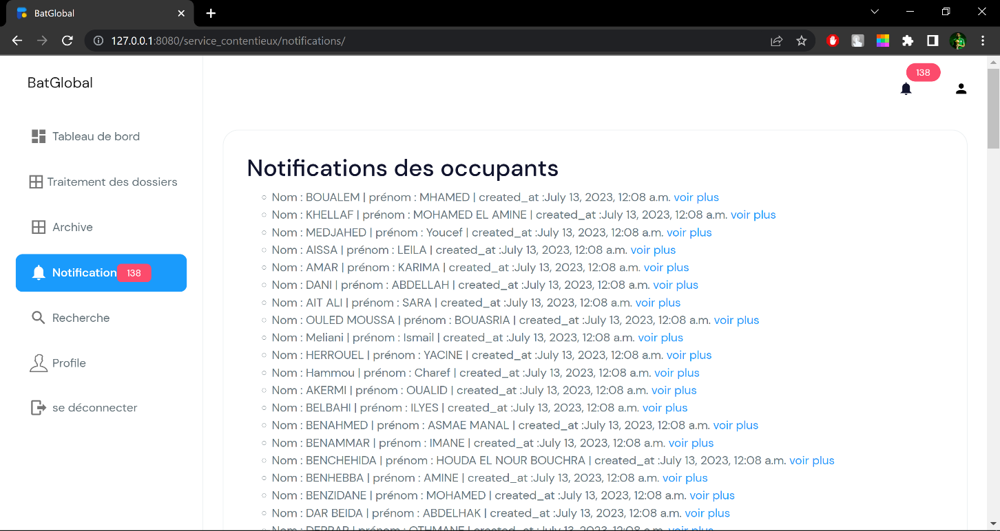 BatGlobal
127.0.0.1:8080/service_contentieux/notifications/
BatGlobal
138
Tableau de bord
Traitement des dossiers
Archive
Notification 138
Recherche
Profile
se déconnecter
Notifications des occupants
Nom : BOUALEM | prénom : MHAMED | created_at :July 13, 2023, 12:08 a.m. voir plus
Nom : KHELLAF | prénom : MOHAMED EL AMINE | created_at :July 13, 2023, 12:08 a.m. voir plus
Nom : MEDJAHED | prénom : Youcef | created_at :July 13, 2023, 12:08 a.m. voir plus
Nom : AISSA | prénom : LEILA | created_at :July 13, 2023, 12:08 a.m. voir plus
Nom : AMAR | prénom : KARIMA | created_at :July 13, 2023, 12:08 a.m. voir plus
Nom : DANI | prénom : ABDELLAH | created_at :July 13, 2023, 12:08 a.m. voir plus
Nom : AIT ALI | prénom : SARA | created_at :July 13, 2023, 12:08 a.m. voir plus
Nom : OULED MOUSSA | prénom : BOUASRIA | created_at :July 13, 2023, 12:08 a.m. voir plus
Nom : Meliani | prénom : Ismail | created_at :July 13, 2023, 12:08 a.m. voir plus
Nom : HERROUEL | prénom : YACINE | created_at :July 13, 2023, 12:08 a.m. voir plus
Nom : Hammou | prénom : Charef | created_at :July 13, 2023, 12:08 a.m. voir plus
Nom : AKERMI | prénom : OUALID | created_at :July 13, 2023, 12:08 a.m. voir plus
Nom : BELBAHI | prénom : ILYES | created_at :July 13, 2023, 12:08 a.m. voir plus
Nom : BENAHMED | prénom : ASMAE MANAL | created_at :July 13, 2023, 12:08 a.m. voir plus
Nom : BENAMMAR | prénom : IMANE | created_at :July 13, 2023, 12:08 a.m. voir plus
Nom : BENCHEHIDA | prénom : HOUDA EL NOUR BOUCHRA | created_at :July 13, 2023, 12:08 a.m. voir plus
Nom : BENHEBBA | prénom : AMINE | created_at :July 13, 2023, 12:08 a.m. voir plus
Nom : BENZIDANE | prénom : MOHAMED | created_at :July 13, 2023, 12:08 a.m. voir plus
Nom : DAR BEIDA | prénom : ABDELHAK | created_at :July 13, 2023, 12:08 a.m. voir plus